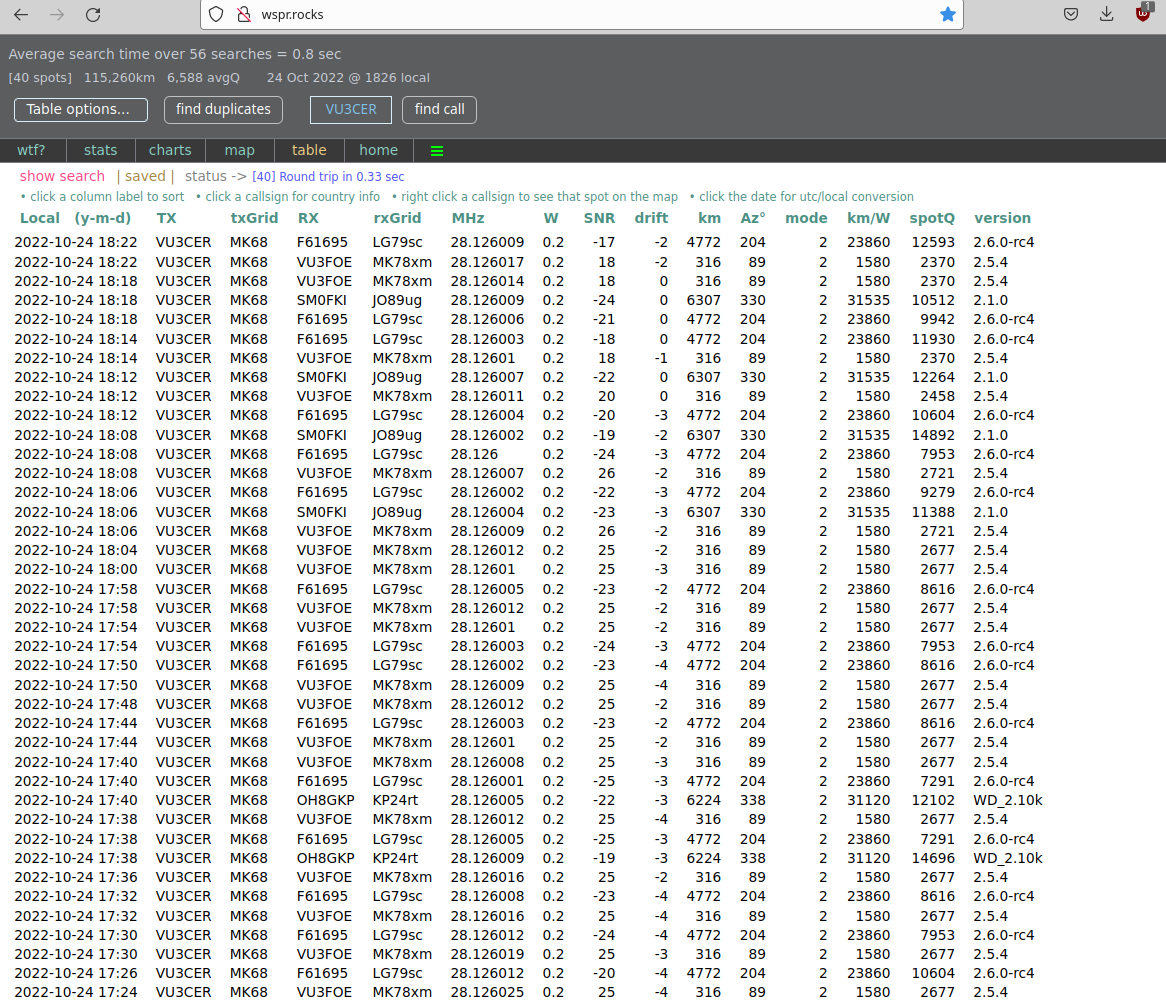 wspr.rocks
1
Average search time over 56 searches = 0.8 sec
[40 spots] 115,260km 6,588 avgQ 24 Oct 2022 @ 1826 local
Table options... find duplicates VU3CER find call
wtf? stats charts map table home
show search | saved | status -> [40] Round trip in 0.33 sec
• click a column label to sort • click a callsign for country info • right click a callsign to see that spot on the map • click the date for utc/local conversion
Local (y-m-d) TX txGrid RX rxGrid MHz W SNR drift km Az° mode km/W spotQ version
2022-10-24 18:22 VU3CER MK68 F61695 LG79sc 28.126009 0.2 -17 -2 4772 204 2 23860 12593 2.6.0-rc4
2022-10-24 18:22 VU3CER MK68 VU3FOE MK78xm 28.126017 0.2 18 -2 316 89 2 1580 2370 2.5.4
2022-10-24 18:18 VU3CER MK68 VU3FOE MK78xm 28.126014 0.2 18 0 316 89 2 1580 2370 2.5.4
2022-10-24 18:18 VU3CER MK68 SM0FKI JO89ug 28.126009 0.2 -24 0 6307 330 2 31535 10512 2.1.0
2022-10-24 18:18 VU3CER MK68 F61695 LG79sc 28.126006 0.2 -21 0 4772 204 2 23860 9942 2.6.0-rc4
2022-10-24 18:14 VU3CER MK68 F61695 LG79sc 28.126003 0.2 -18 0 4772 204 2 23860 11930 2.6.0-rc4
2022-10-24 18:14 VU3CER MK68 VU3FOE MK78xm 28.12601 0.2 18 -1 316 89 2 1580 2370 2.5.4
2022-10-24 18:12 VU3CER MK68 SM0FKI JO89ug 28.126007 0.2 -22 0 6307 330 2 31535 12264 2.1.0
2022-10-24 18:12 VU3CER MK68 VU3FOE MK78xm 28.126011 0.2 20 0 316 89 2 1580 2458 2.5.4
2022-10-24 18:12 VU3CER MK68 F61695 LG79sc 28.126004 0.2 -20 -3 4772 204 2 23860 10604 2.6.0-rc4
2022-10-24 18:08 VU3CER MK68 SM0FKI JO89ug 28.126002 0.2 -19 -2 6307 330 2 31535 14892 2.1.0
2022-10-24 18:08 VU3CER MK68 F61695 LG79sc 28.126 0.2 -24 -3 4772 204 2 23860 7953 2.6.0-rc4
2022-10-24 18:08 VU3CER MK68 VU3FOE MK78xm 28.126007 0.2 26 -2 316 89 2 1580 2721 2.5.4
2022-10-24 18:06 VU3CER MK68 F61695 LG79sc 28.126002 0.2 -22 -3 4772 204 2 23860 9279 2.6.0-rc4
2022-10-24 18:06 VU3CER MK68 SM0FKI JO89ug 28.126004 0.2 -23 -3 6307 330 2 31535 11388 2.1.0
2022-10-24 18:06 VU3CER MK68 VU3FOE MK78xm 28.126009 0.2 26 -2 316 89 2 1580 2721 2.5.4
2022-10-24 18:04 VU3CER MK68 VU3FOE MK78xm 28.126012 0.2 25 -2 316 89 2 1580 2677 2.5.4
2022-10-24 18:00 VU3CER MK68 VU3FOE MK78xm 28.12601 0.2 25 -3 316 89 2 1580 2677 2.5.4
2022-10-24 17:58 VU3CER MK68 F61695 LG79sc 28.126005 0.2 -23 -2 4772 204 2 23860 8616 2.6.0-rc4
2022-10-24 17:58 VU3CER MK68 VU3FOE MK78xm 28.126012 0.2 25 -2 316 89 2 1580 2677 2.5.4
2022-10-24 17:54 VU3CER MK68 VU3FOE MK78xm 28.12601 0.2 25 -2 316 89 2 1580 2677 2.5.4
2022-10-24 17:54 VU3CER MK68 F61695 LG79sc 28.126003 0.2 -24 -3 4772 204 2 23860 7953 2.6.0-rc4
2022-10-24 17:50 VU3CER MK68 F61695 LG79sc 28.126002 0.2 -23 -4 4772 204 2 23860 8616 2.6.0-rc4
2022-10-24 17:50 VU3CER MK68 VU3FOE MK78xm 28.126009 0.2 25 -4 316 89 2 1580 2677 2.5.4
2022-10-24 17:48 VU3CER MK68 VU3FOE MK78xm 28.126012 0.2 25 -2 316 89 2 1580 2677 2.5.4
2022-10-24 17:44 VU3CER MK68 F61695 LG79sc 28.126003 0.2 -23 -2 4772 204 2 23860 8616 2.6.0-rc4
2022-10-24 17:44 VU3CER MK68 VU3FOE MK78xm 28.12601 0.2 25 -2 316 89 2 1580 2677 2.5.4
2022-10-24 17:40 VU3CER MK68 VU3FOE MK78xm 28.126008 0.2 25 -3 316 89 2 1580 2677 2.5.4
2022-10-24 17:40 VU3CER MK68 F61695 LG79sc 28.126001 0.2 -25 -3 4772 204 2 23860 7291 2.6.0-rc4
2022-10-24 17:40 VU3CER MK68 OH8GKP KP24rt 28.126005 0.2 -22 -3 6224 338 2 31120 12102 WD_2.10k
2022-10-24 17:38 VU3CER MK68 VU3FOE MK78xm 28.126012 0.2 25 -4 316 89 2 1580 2677 2.5.4
2022-10-24 17:38 VU3CER MK68 F61695 LG79sc 28.126005 0.2 -25 -3 4772 204 2 23860 7291 2.6.0-rc4
2022-10-24 17:38 VU3CER MK68 OH8GKP KP24rt 28.126009 0.2 -19 -3 6224 338 2 31120 14696 WD_2.10k
2022-10-24 17:36 VU3CER MK68 VU3FOE MK78xm 28.126016 0.2 25 -2 316 89 2 1580 2677 2.5.4
2022-10-24 17:32 VU3CER MK68 F61695 LG79sc 28.126008 0.2 -23 -4 4772 204 2 23860 8616 2.6.0-rc4
2022-10-24 17:32 VU3CER MK68 VU3FOE MK78xm 28.126016 0.2 25 -4 316 89 2 1580 2677 2.5.4
2022-10-24 17:30 VU3CER MK68 F61695 LG79sc 28.126012 0.2 -24 -4 4772 204 2 23860 7953 2.6.0-rc4
2022-10-24 17:30 VU3CER MK68 VU3FOE MK78xm 28.126019 0.2 25 -3 316 89 2 1580 2677 2.5.4
2022-10-24 17:26 VU3CER MK68 F61695 LG79sc 28.126012 0.2 -20 -4 4772 204 2 23860 10604 2.6.0-rc4
2022-10-24 17:24 VU3CER MK68 VU3FOE MK78xm 28.126025 0.2 25 -4 316 89 2 1580 2677 2.5.4